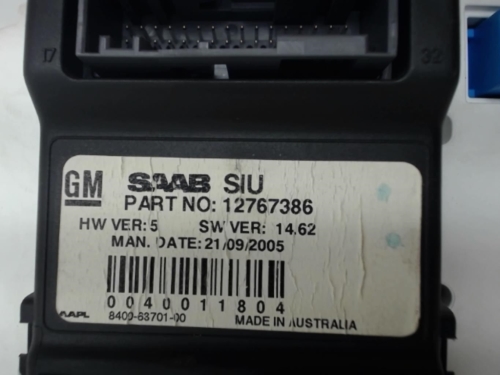 17 32
GM SAAB SIU
PART NO: 12767386
HW VER: 5 SW VER: 14.62
MAN. DATE: 21/09/2005
0040011804
AAPL 8400-63701-00 MADE IN AUSTRALIA